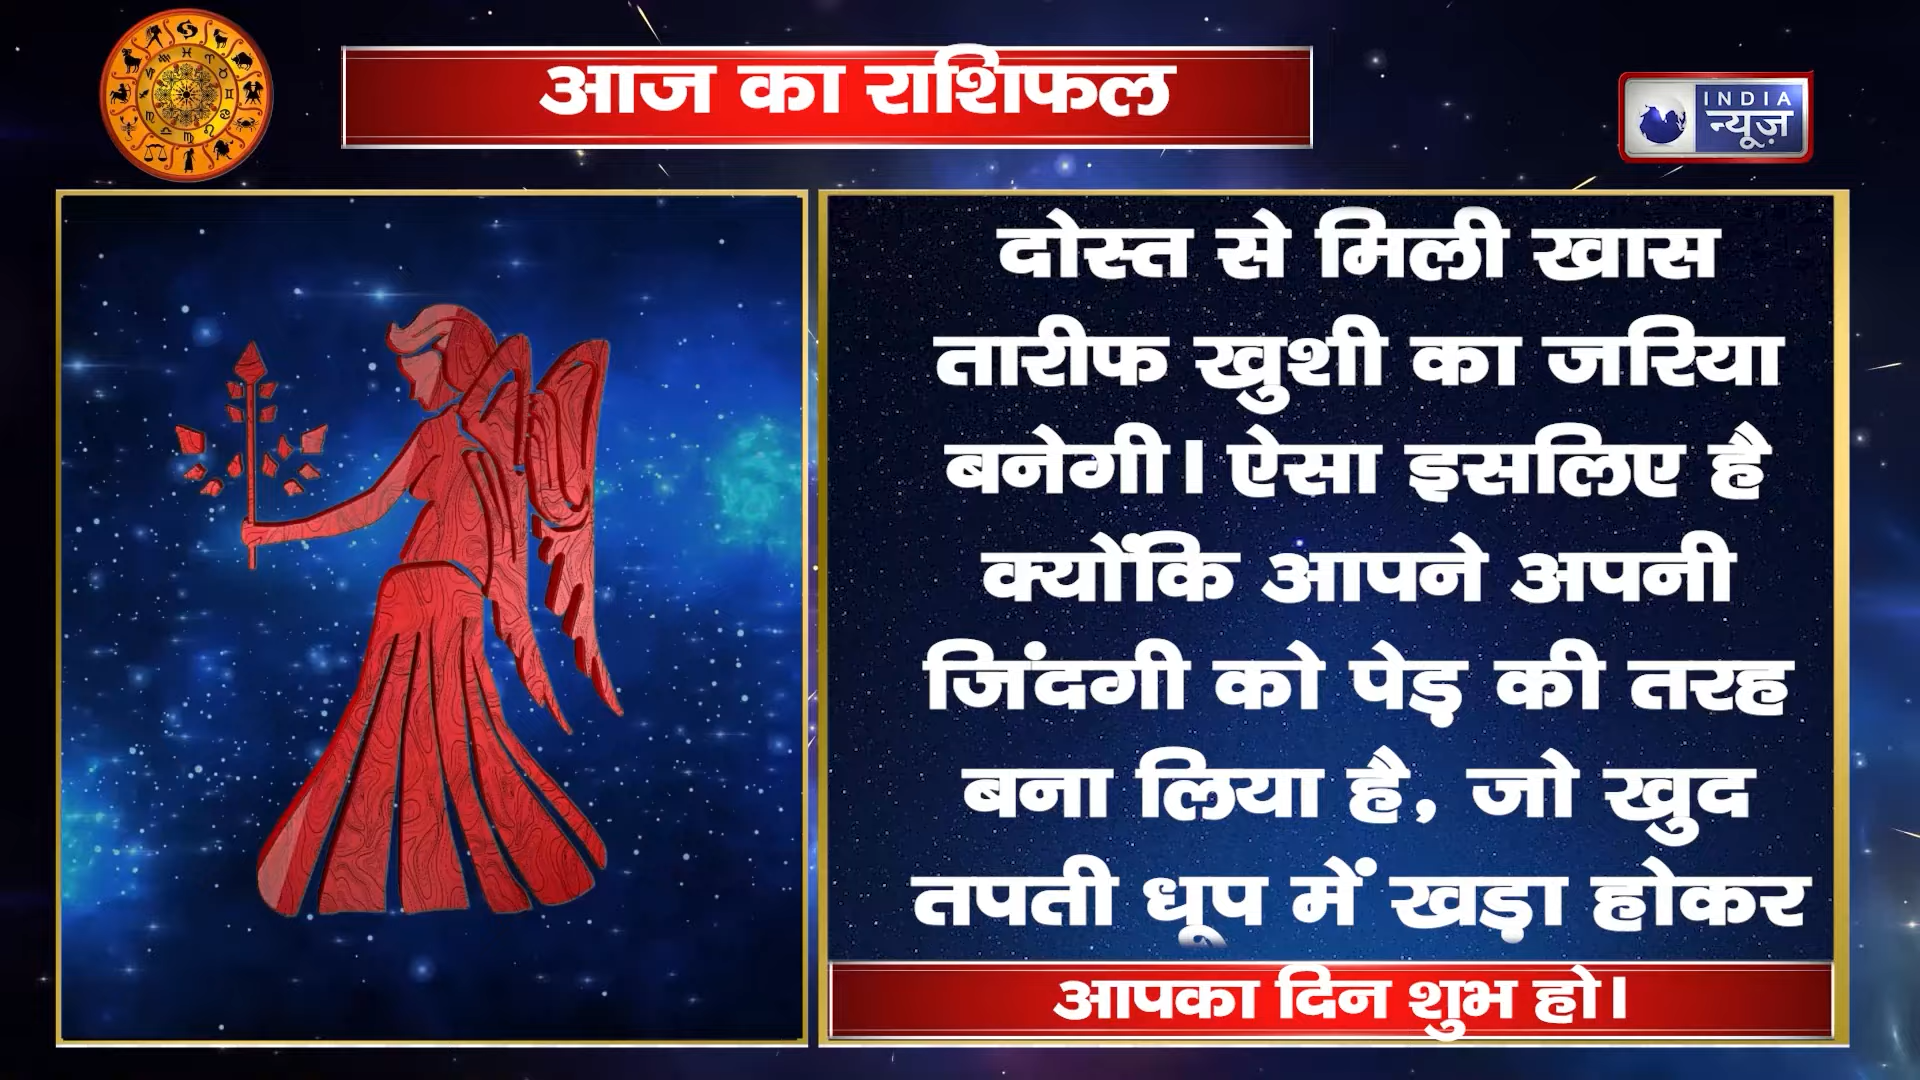 आज का राशिफल
INDIA
न्यूज़
दोस्त से मिली खास
तारीफ खुशी का जरिया
बनेगी। ऐसा इसलिए है
क्योंकि आपने अपनी
जिंदगी को पेड़ की तरह
बना लिया है, जो खुद
तपती धूप में खड़ा होकर
आपका दिन शुभ हो।